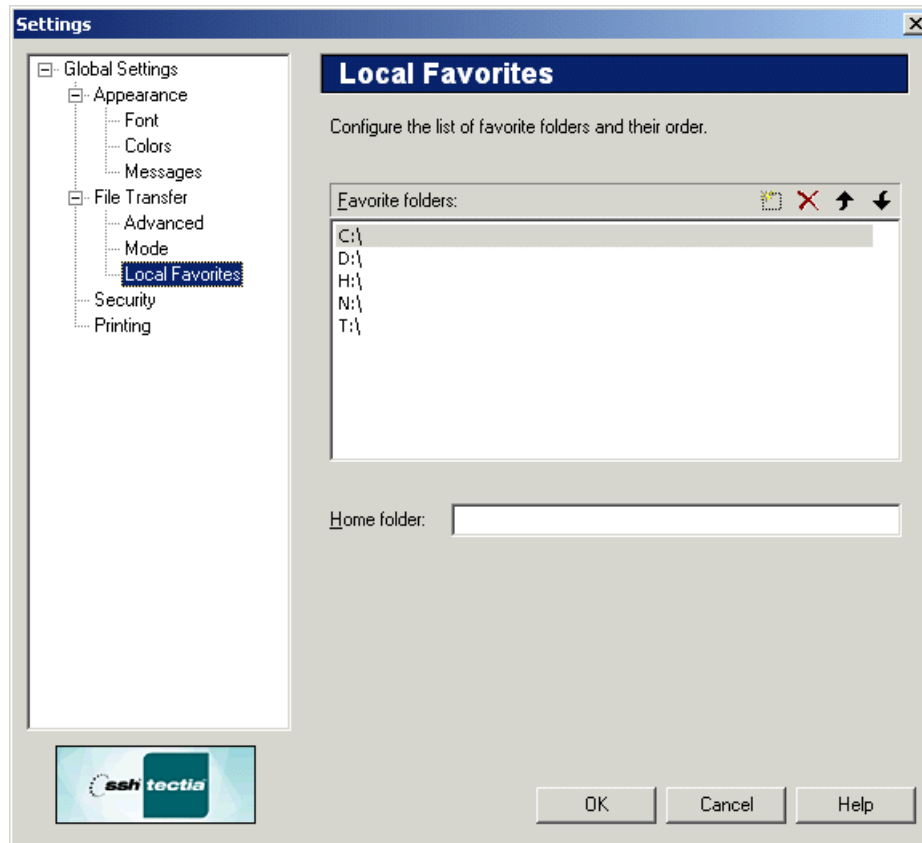 Settings
Global Settings
Appearance
Font
Colors
Messages
File Transfer
Advanced
Mode
Local Favorites
Security
Printing
Local Favorites
Configure the list of favorite folders and their order.
Favorite folders:
C:\
D:\
H:\
N:\
T:\
Home folder:
ssh tectia
OK
Cancel
Help